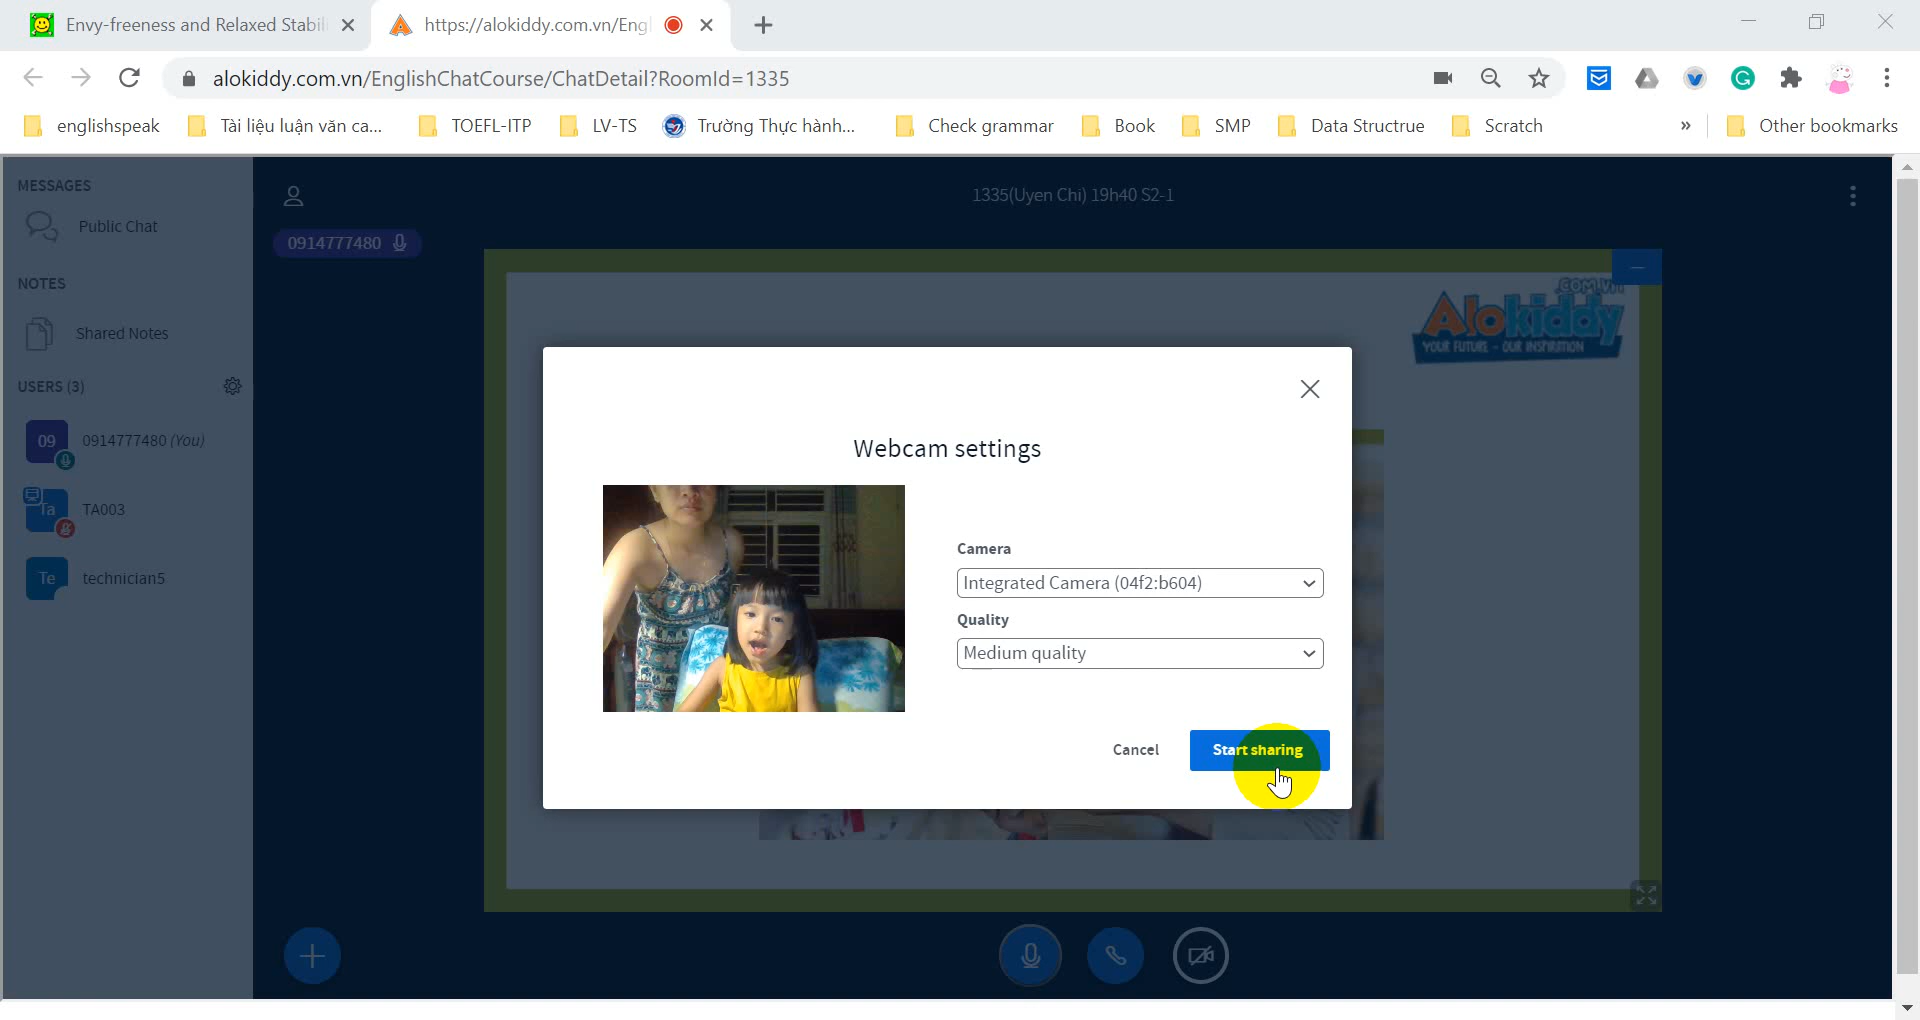 Envy-freeness and Relaxed Stabil
https://alokiddy.com.vn/Engl
alokiddy.com.vn/EnglishChatCourse/ChatDetail?RoomId=1335
englishspeak
Tài liệu luận văn ca...
TOEFL-ITP
LV-TS
Trường Thực hành...
Check grammar
Book
SMP
Data Structrue
Scratch
»
Other bookmarks
MESSAGES
Public Chat
NOTES
Shared Notes
USERS (3)
09
0914777480 (You)
Ta
TA003
Te
technician5
1335(Uyen Chi) 19h40 S2-1
0914777480
.COM.VN
Alokiddy
YOUR FUTURE - OUR INSPIRATION
Webcam settings
Camera
Integrated Camera (04f2:b604)
Quality
Medium quality
Cancel
Start sharing